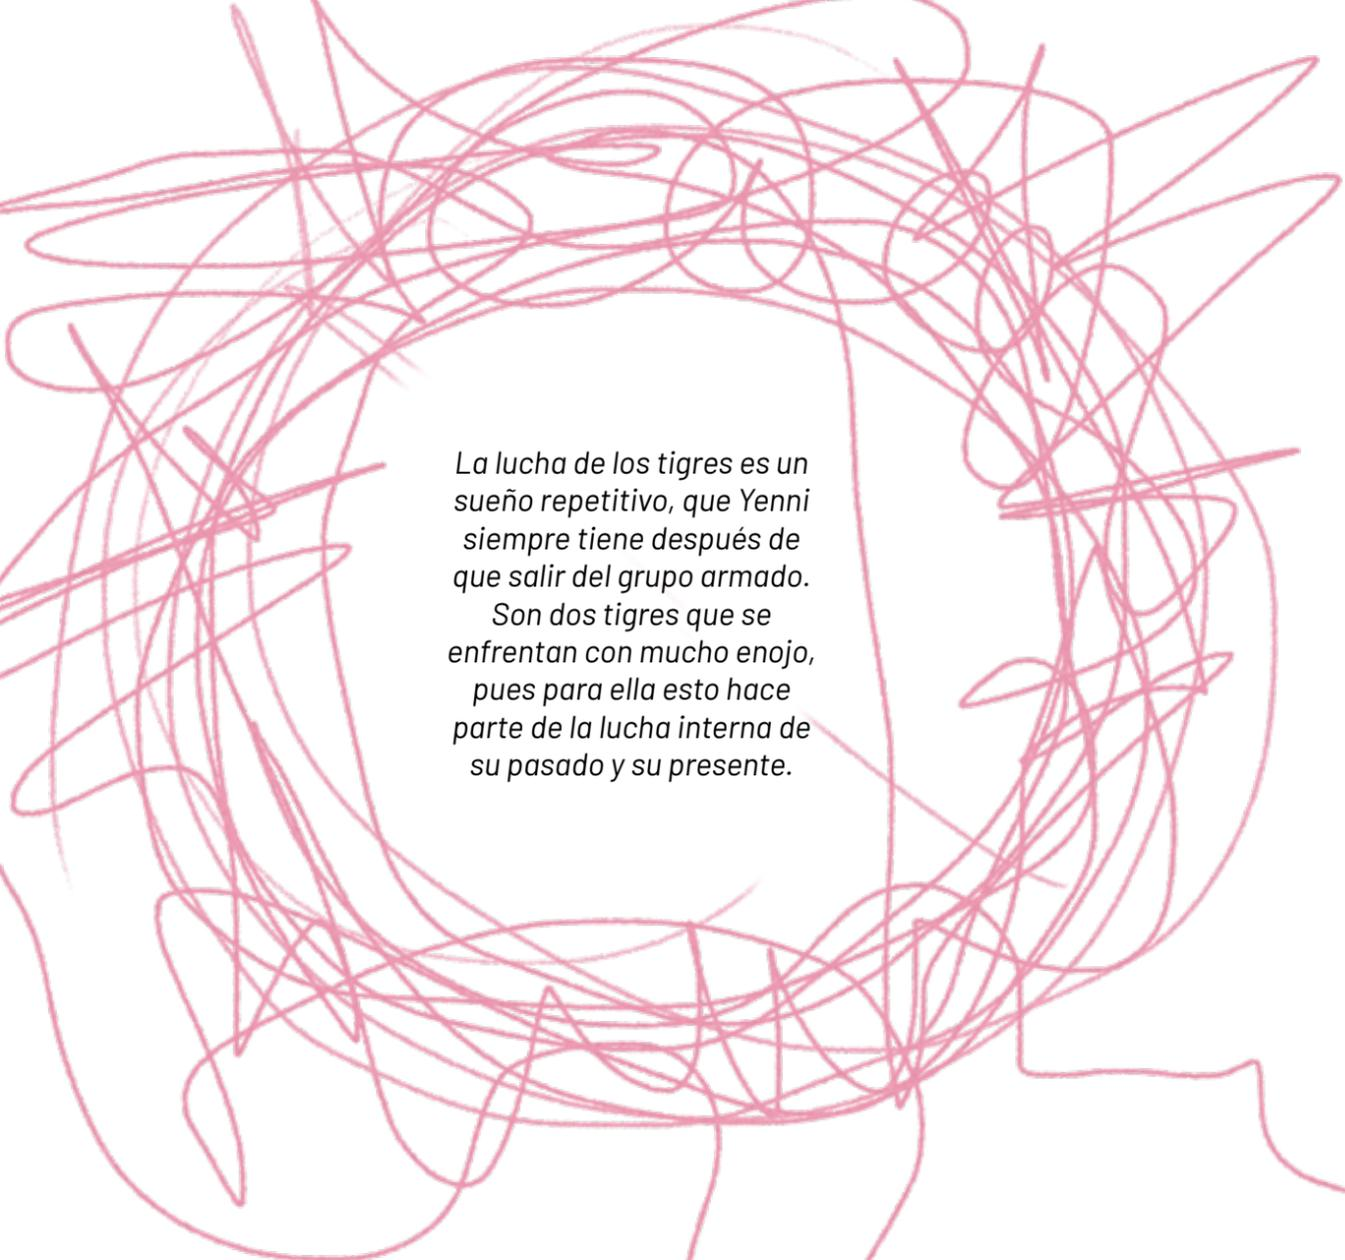 La lucha de los tigres es un
sueño repetitivo, que Yenni
siempre tiene después de
que salir del grupo armado.
Son dos tigres que se
enfrentan con mucho enojo,
pues para ella esto hace
parte de la lucha interna de
su pasado y su presente.